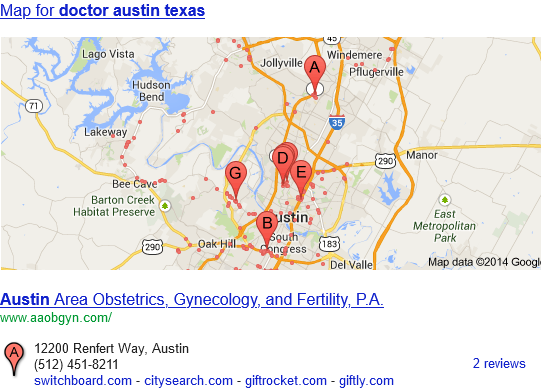 Map for doctor austin texas
Lago Vista
Jollyville
Windemere
Pflugerville
A
Hudson
Bend
71
35
Lakeway
290
Manor
D
G
E
Bee Cave
Barton Creek
Habitat Preserve
ustin
B
East
Metropolitan
Park
290
Oak Hill
South
Congress
183
Del Valle
Map data ©2014 Google
Austin Area Obstetrics, Gynecology, and Fertility, P.A.
www.aaobgyn.com/
A
12200 Renfert Way, Austin
(512) 451-8211
2 reviews
switchboard.com - citysearch.com - giftrocket.com - giftly.com